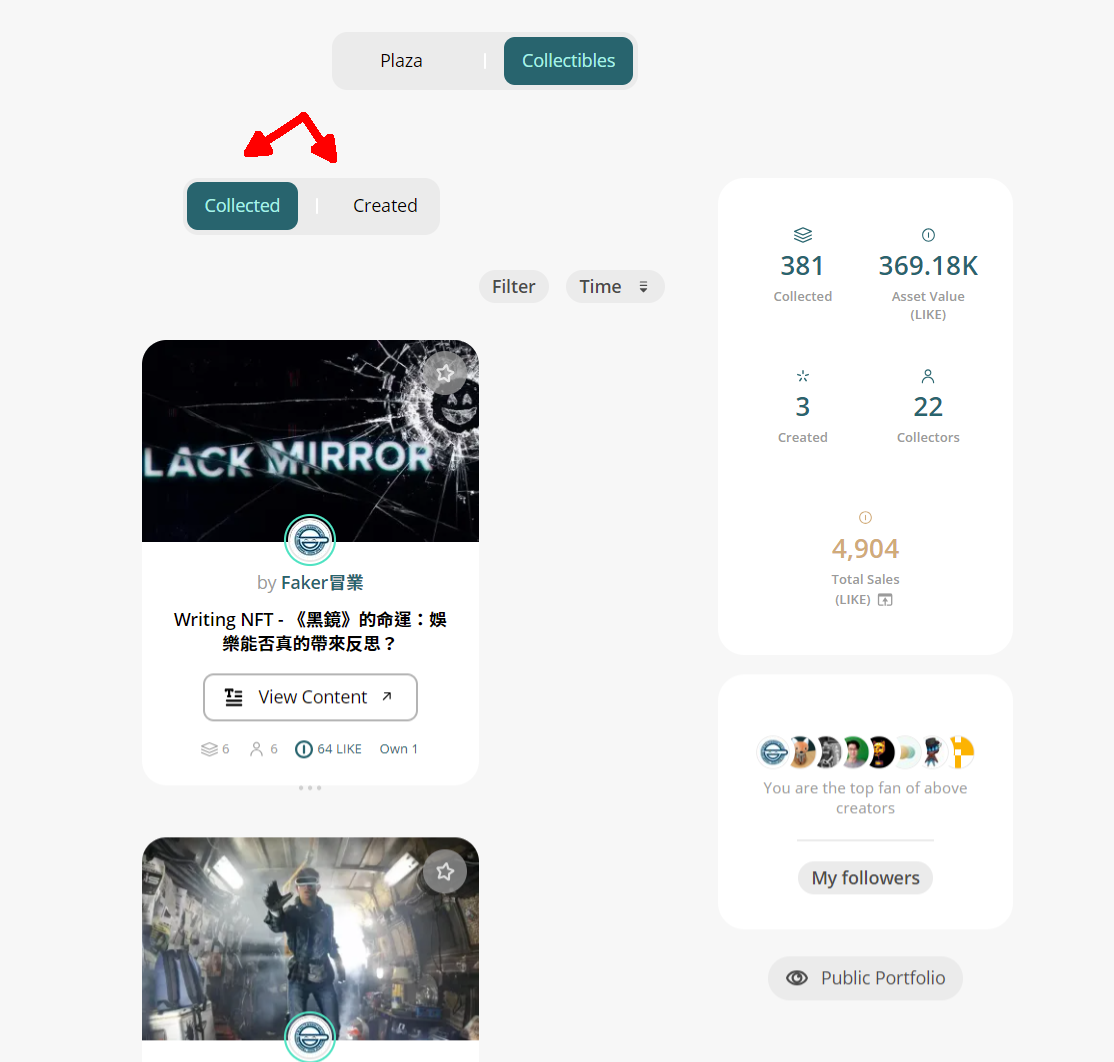 Plaza
Collectibles
Collected
Created
Filter
Time
LACK MIRROR
by Faker冒業
Writing NFT - 《黑鏡》的命運：娛
樂能否真的帶來反思？
View Content
6
6
64 LIKE
Own 1
381
Collected
369.18K
Asset Value
(LIKE)
3
Created
22
Collectors
4,904
Total Sales
(LIKE)
You are the top fan of above
creators
My followers
Public Portfolio